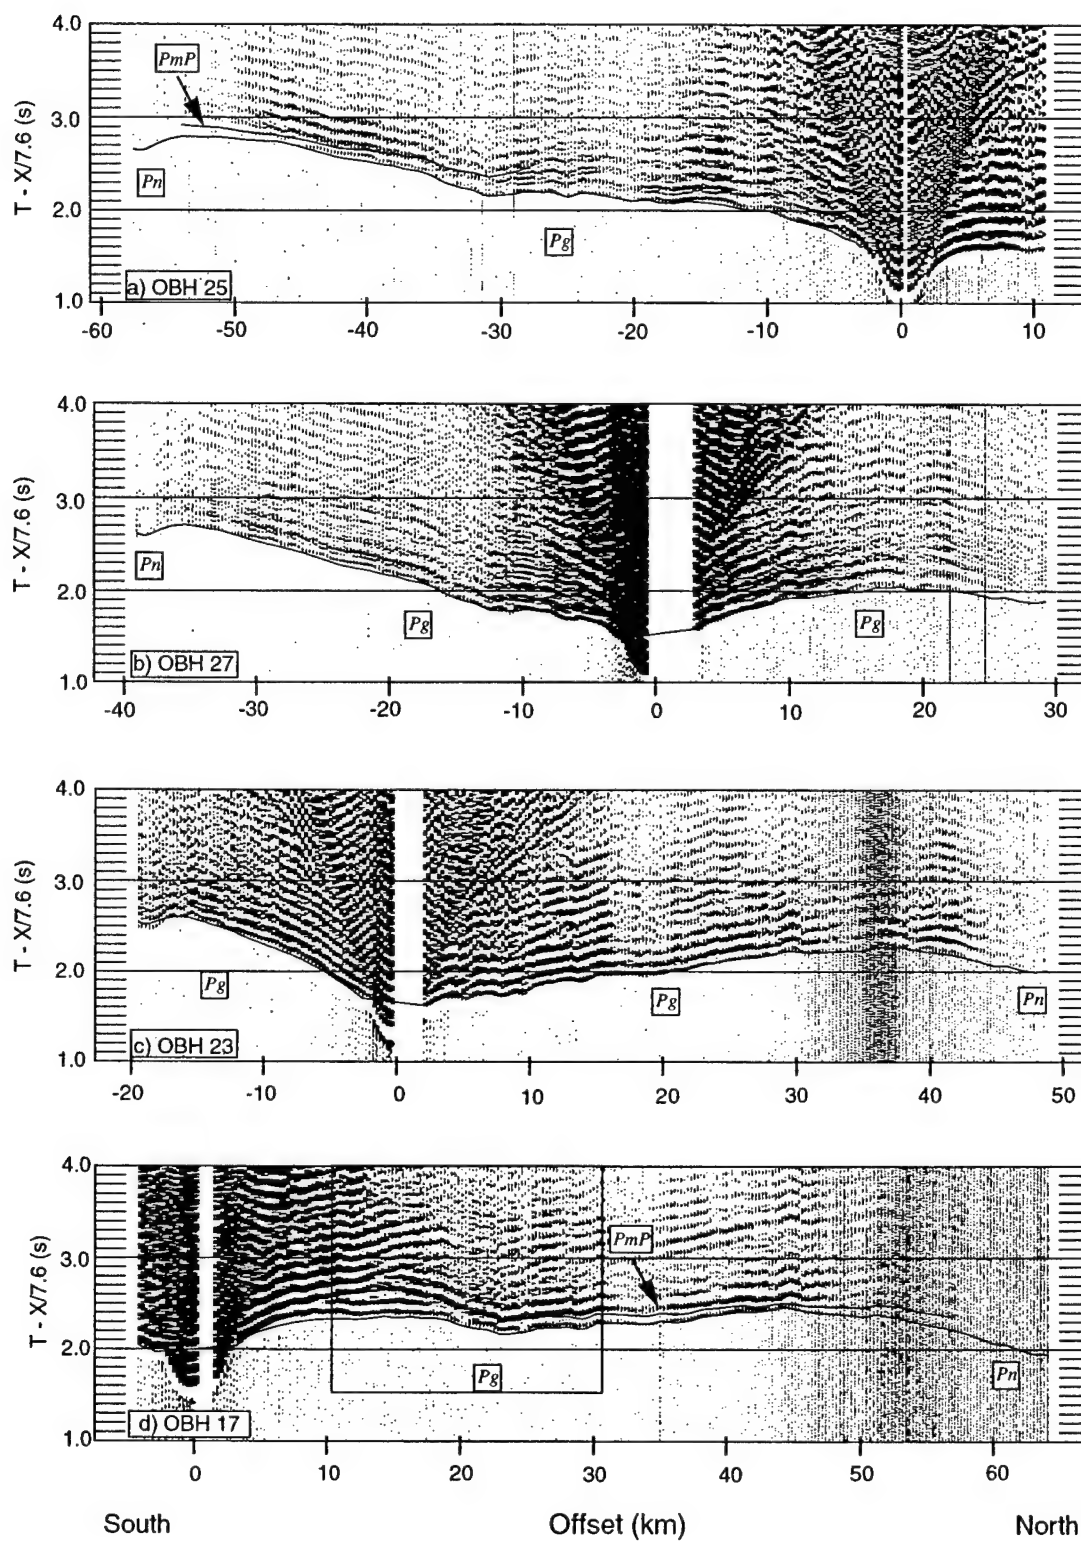 4.0
PmP
3.0
T - X/7.6 (s)
Pn
2.0
Pg
a) OBH 25
1.0
-60 -50 -40 -30 -20 -10 0 10
4.0
3.0
T - X/7.6 (s)
Pn
2.0
Pg Pg
b) OBH 27
1.0
-40 -30 -20 -10 0 10 20 30
4.0
3.0
T - X/7.6 (s)
2.0
Pg Pg Pn
c) OBH 23
1.0
-20 -10 0 10 20 30 40 50
4.0
PmP
3.0
T - X/7.6 (s)
2.0
Pg Pn
d) OBH 17
1.0
0 10 20 30 40 50 60
South Offset (km) North